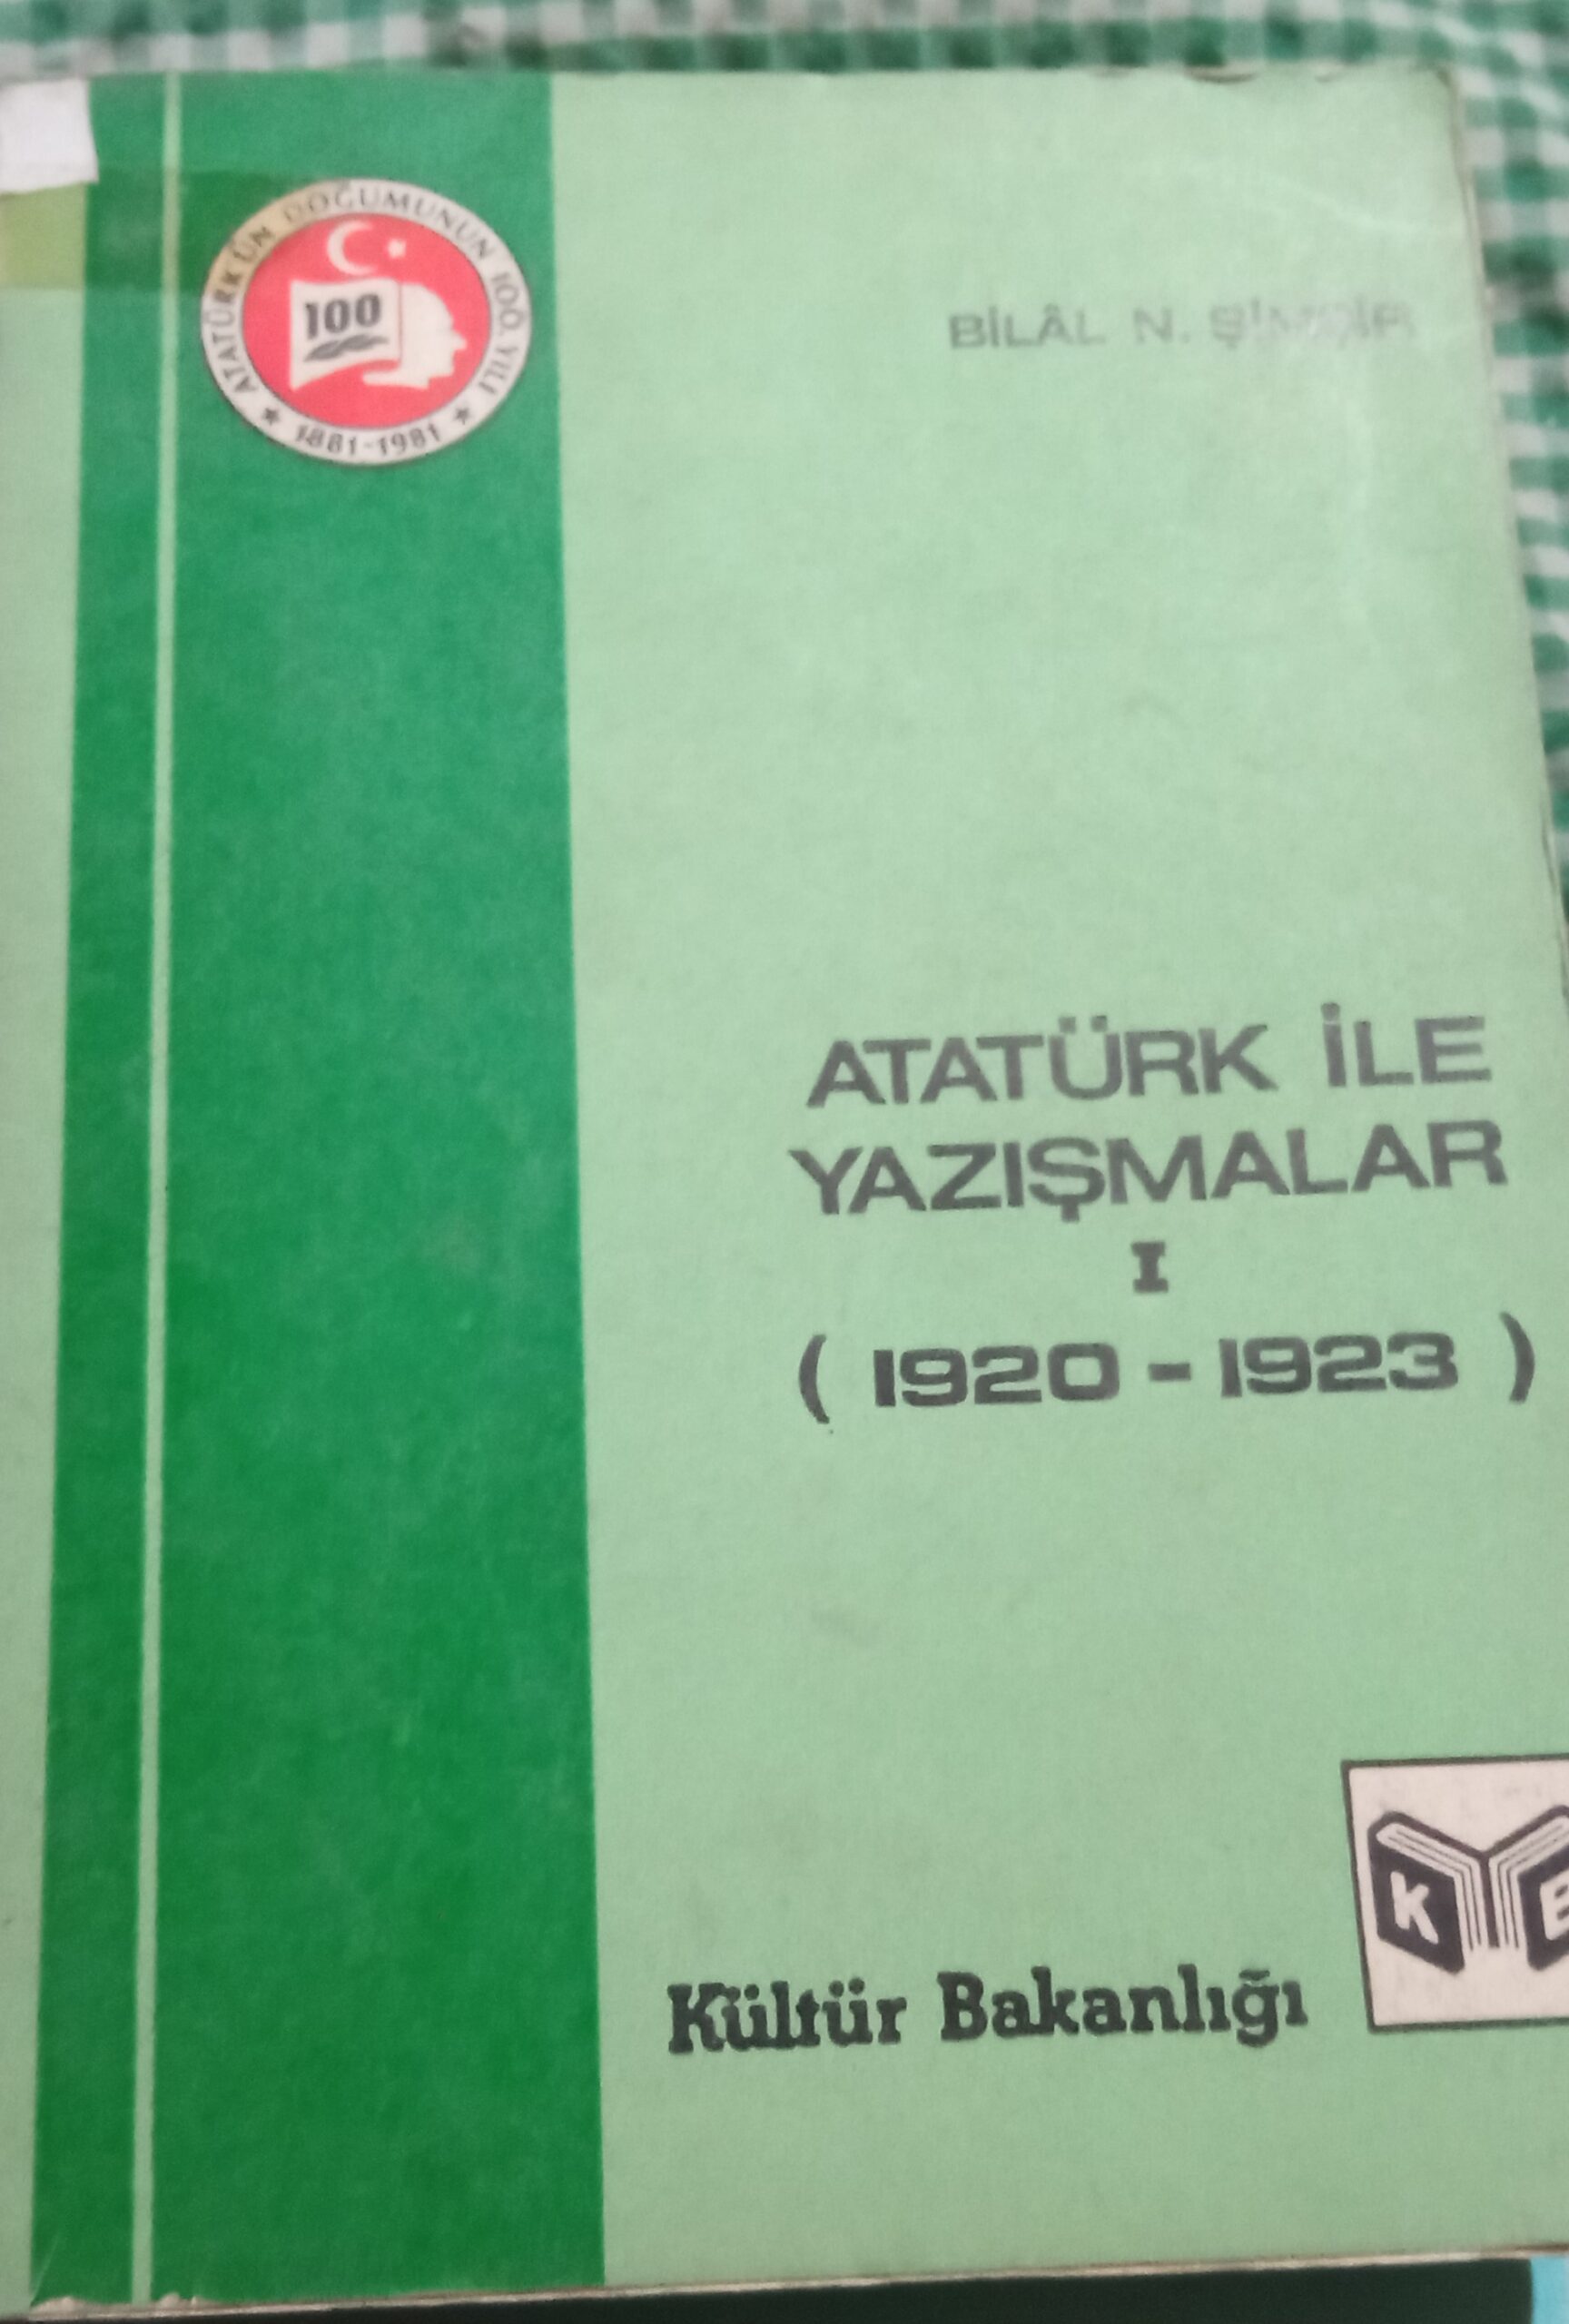 ATATÜRK'ÜN DOĞUMUNUN 100. YILI
100
1881-1981
BİLÂL N. ŞİMŞİR
ATATÜRK İLE
YAZIŞMALAR
I
( 1920 - 1923 )
K B
Kültür Bakanlığı